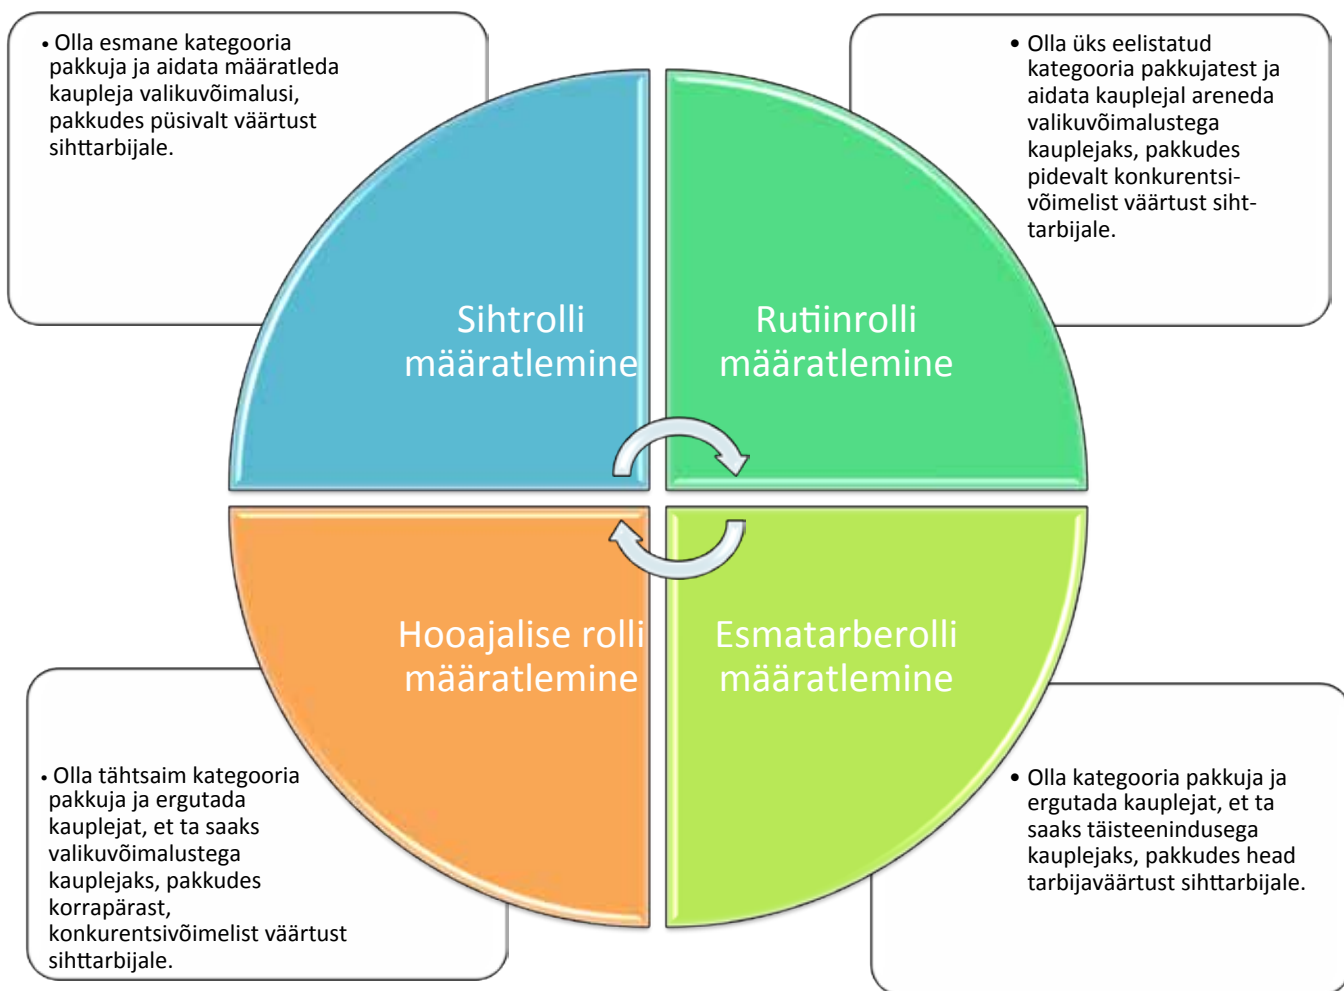 • Olla esmane kategooria
pakkuja ja aidata määratleda
kaupleja valikuvõimalusi,
pakkudes püsivalt väärtust
sihttarbijale.
• Olla üks eelistatud
kategooria pakkujatest ja
aidata kauplejal areneda
valikuvõimalustega
kauplejaks, pakkudes
pidevalt konkurentsi-
võimelist väärtust siht-
tarbijale.
Sihtrolli
määratlemine
Rutiinrolli
määratlemine
Hooajalise rolli
määratlemine
Esmatarberolli
määratlemine
• Olla tähtsaim kategooria
pakkuja ja ergutada
kauplejat, et ta saaks
valikuvõimalustega
kauplejaks, pakkudes
korrapärast,
konkurentsivõimelist väärtust
sihttarbijale.
• Olla kategooria pakkuja ja
ergutada kauplejat, et ta
saaks täisteenindusega
kauplejaks, pakkudes head
tarbijaväärtust sihttarbijale.